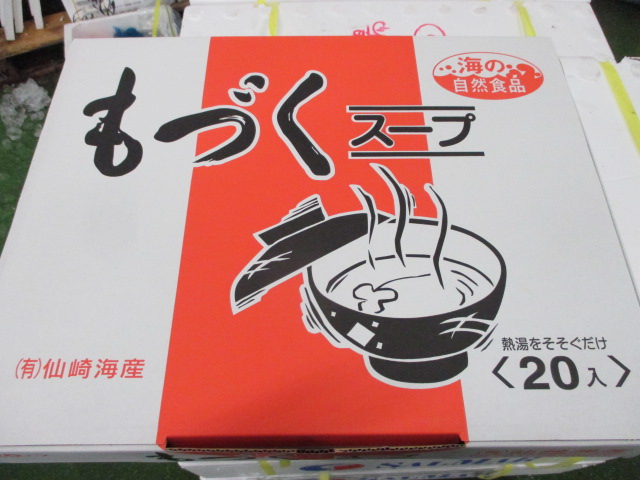 もづくスープ
海の
自然食品
熱湯をそそぐだけ
〈20入〉
(有)仙崎海産